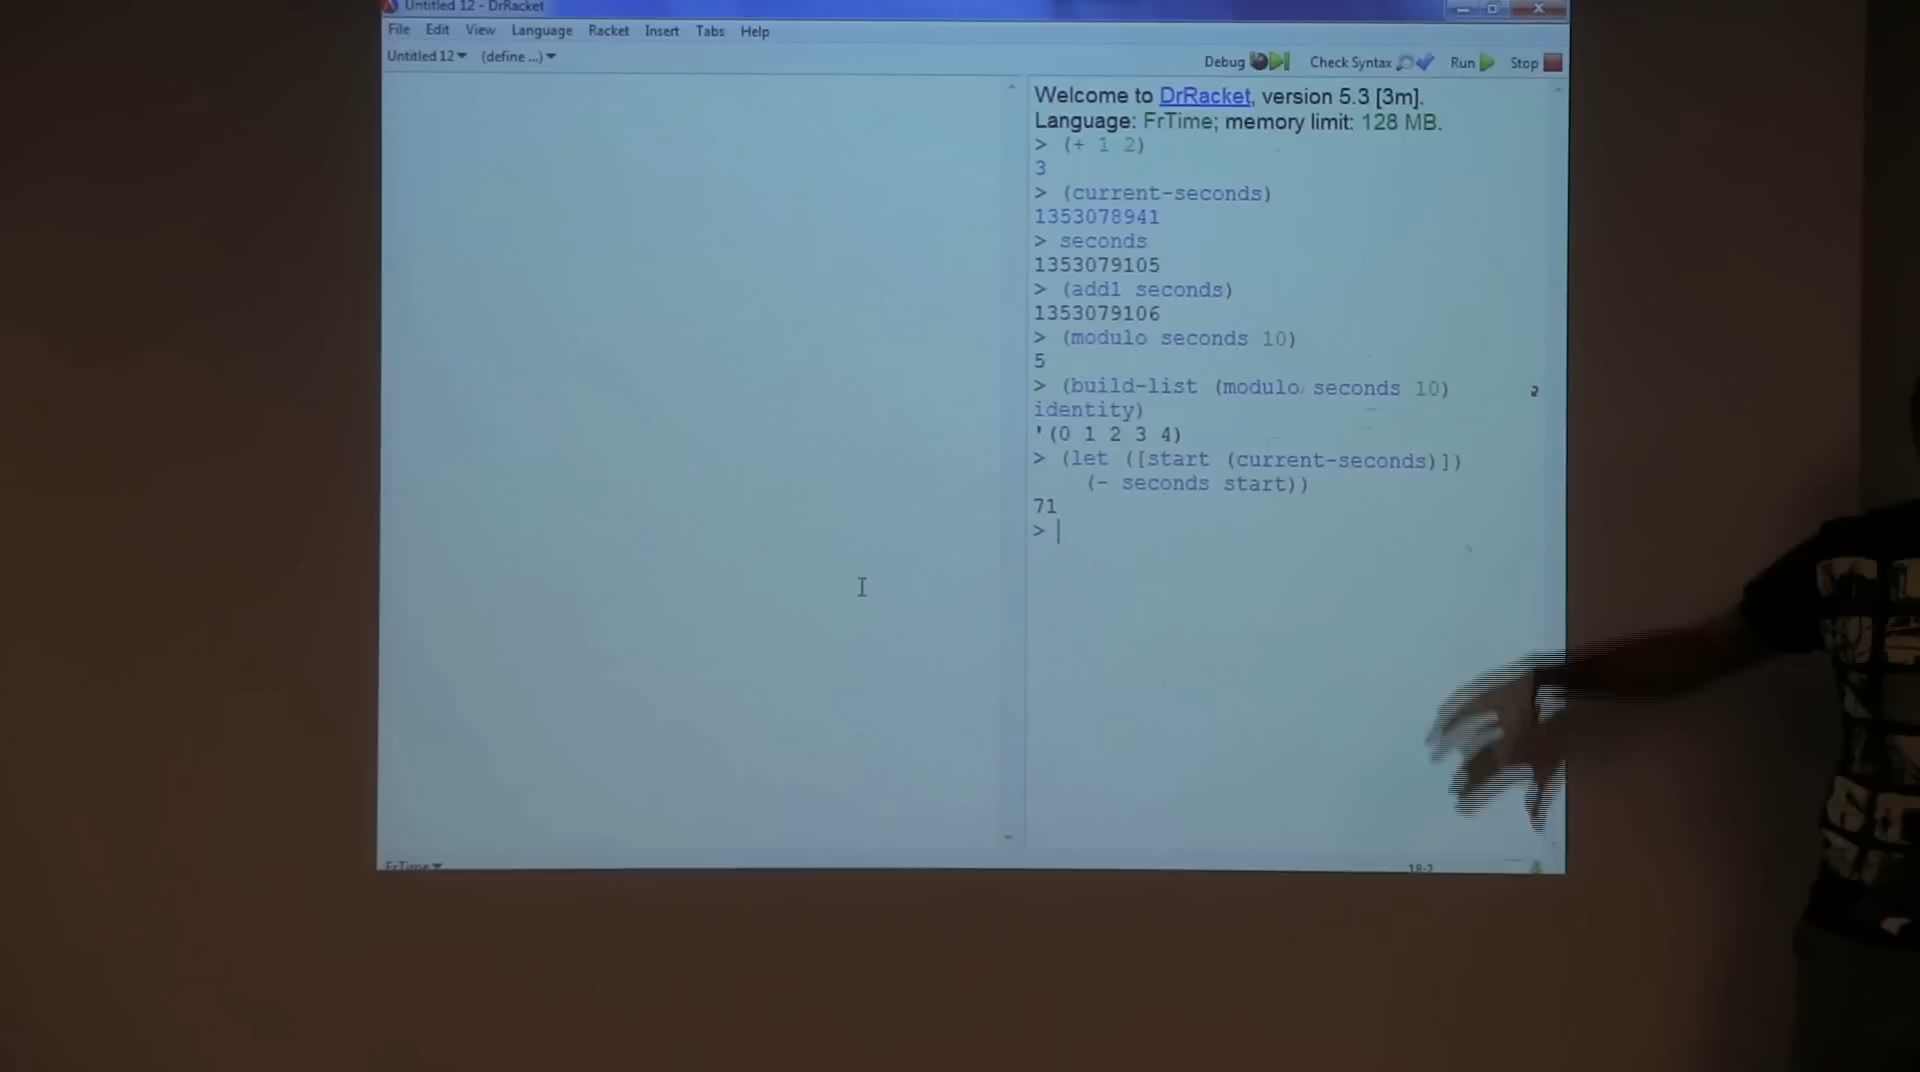 Untitled 12 - DrRacket
File Edit View Language Racket Insert Tabs Help
Untitled 12 (define ...)
Debug Check Syntax Run Stop
Welcome to DrRacket, version 5.3 [3m].
Language: FrTime; memory limit: 128 MB.
> (+ 1 2)
3
> (current-seconds)
1353078941
> seconds
1353079105
> (add1 seconds)
1353079106
> (modulo seconds 10)
5
> (build-list (modulo seconds 10)
identity)
'(0 1 2 3 4)
> (let ([start (current-seconds)])
(- seconds start))
71
>
FrTime
18:2